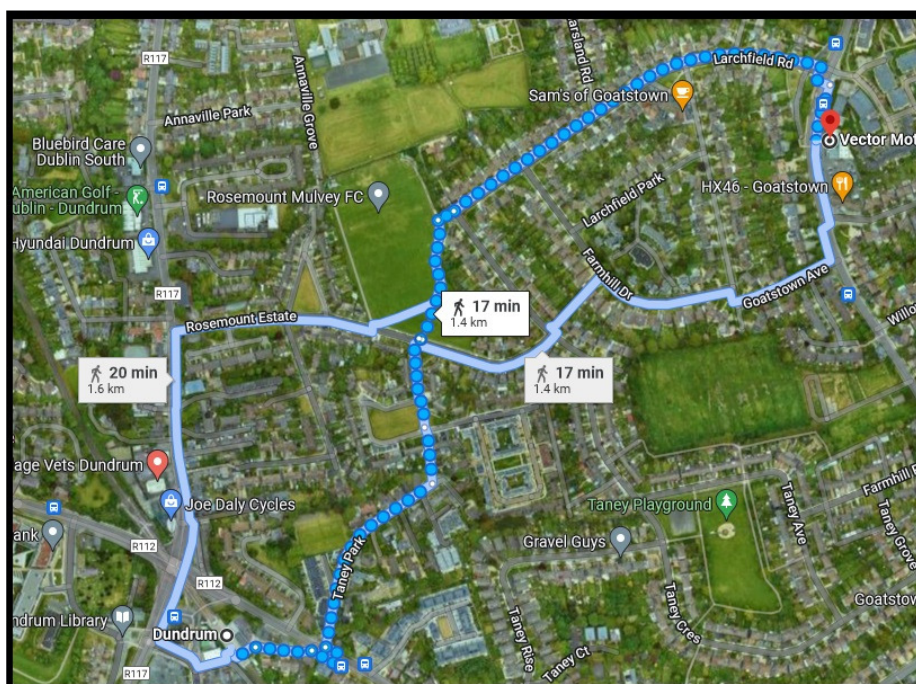 R117
Annaville Grove
Larchfield Rd
Annaville Park
Sam's of Goatstown
Vector Mot
Bluebird Care
Dublin South
American Golf -
ublin - Dundrum
Rosemount Mulvey FC
HX46 - Goatstown
Larchfield Park
Hyundai Dundrum
Farmhill Dr
R117
Goatstown Ave
17 min
1.4 km
Rosemount Estate
Willo
20 min
1.6 km
17 min
1.4 km
age Vets Dundrum
Joe Daly Cycles
Taney Playground
Taney Ave
Farmhill
Taney Grove
ank
R112
Gravel Guys
R112
Taney Park
Goatstow
ndrum Library
Dundrum
Taney Rise
Taney Cres
Taney Ct
R117